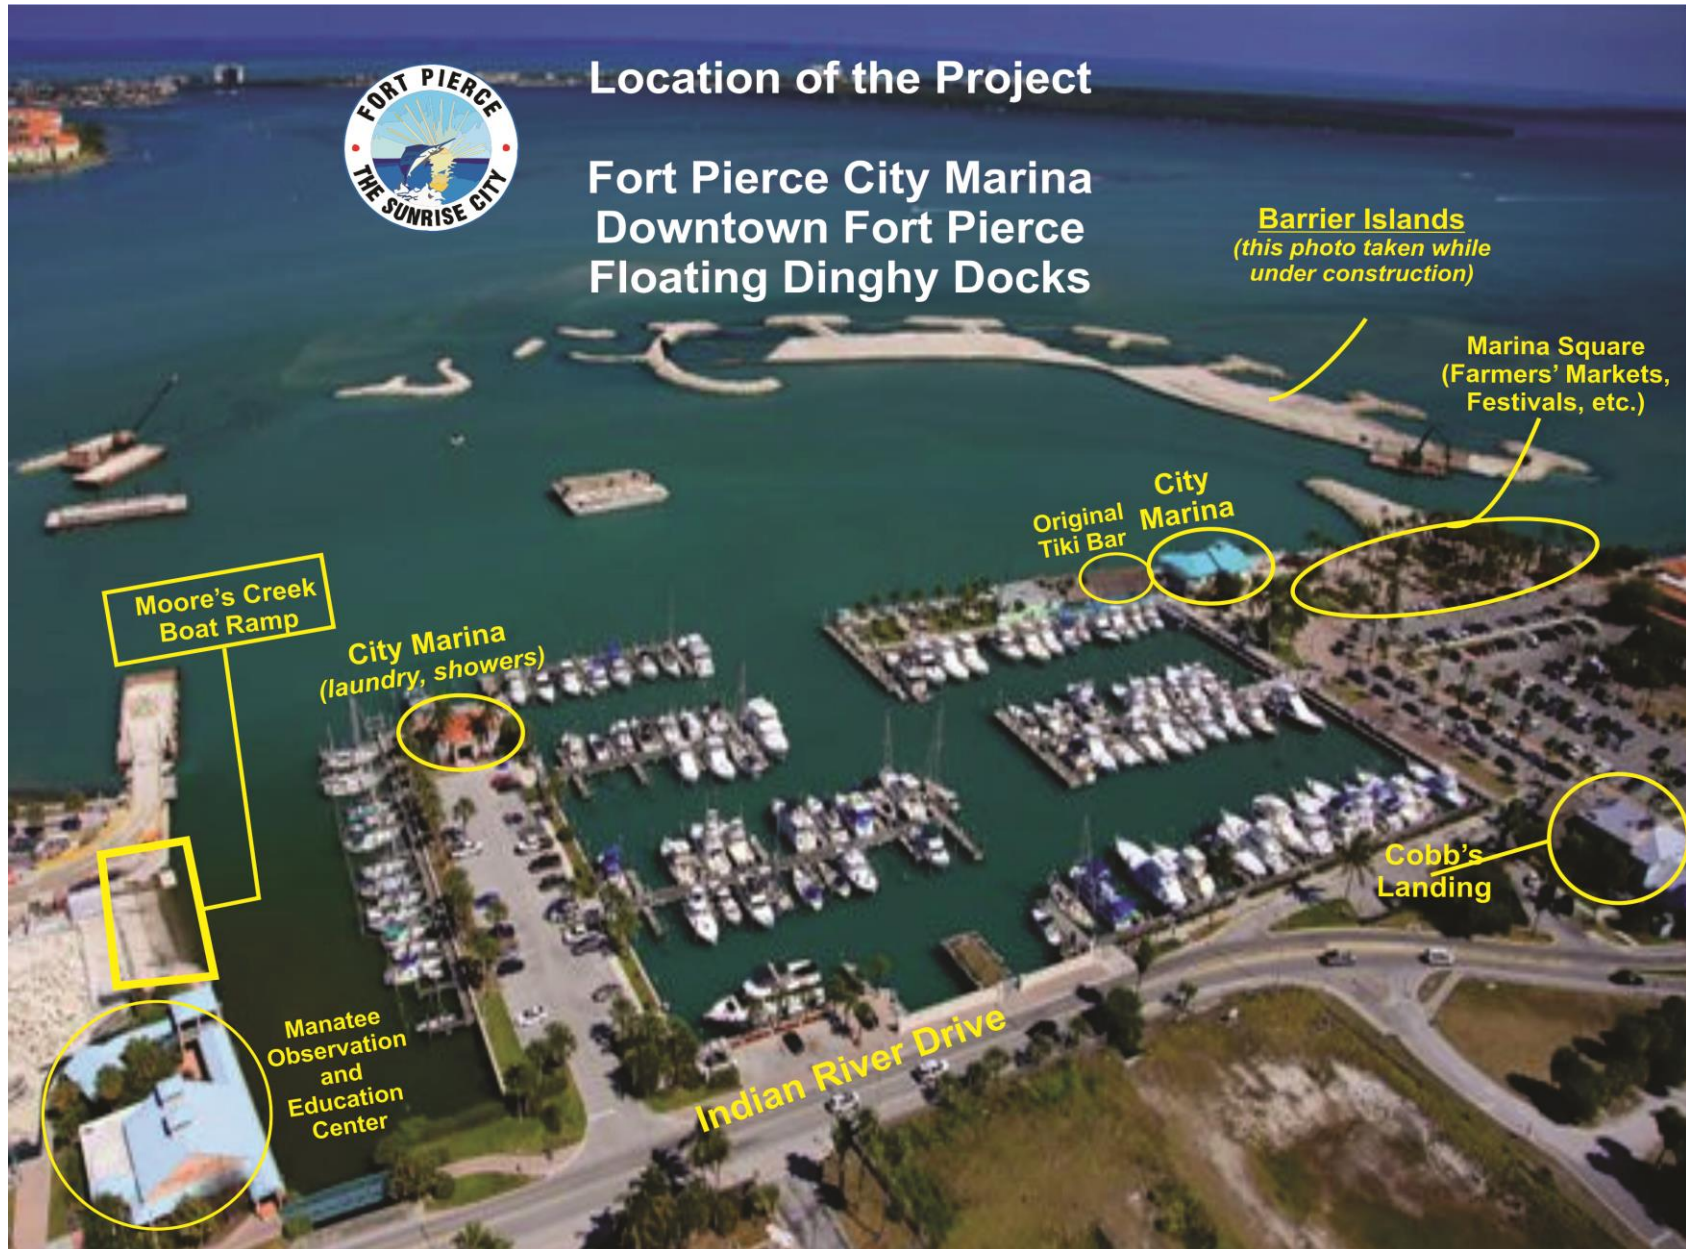 FORT PIERCE
THE SUNRISE CITY
Location of the Project
Fort Pierce City Marina
Downtown Fort Pierce
Floating Dinghy Docks
Barrier Islands
(this photo taken while
under construction)
Marina Square
(Farmers' Markets,
Festivals, etc.)
City
Marina
Original
Tiki Bar
Moore's Creek
Boat Ramp
City Marina
(laundry, showers)
Cobb's
Landing
Manatee
Observation
and
Education
Center
Indian River Drive